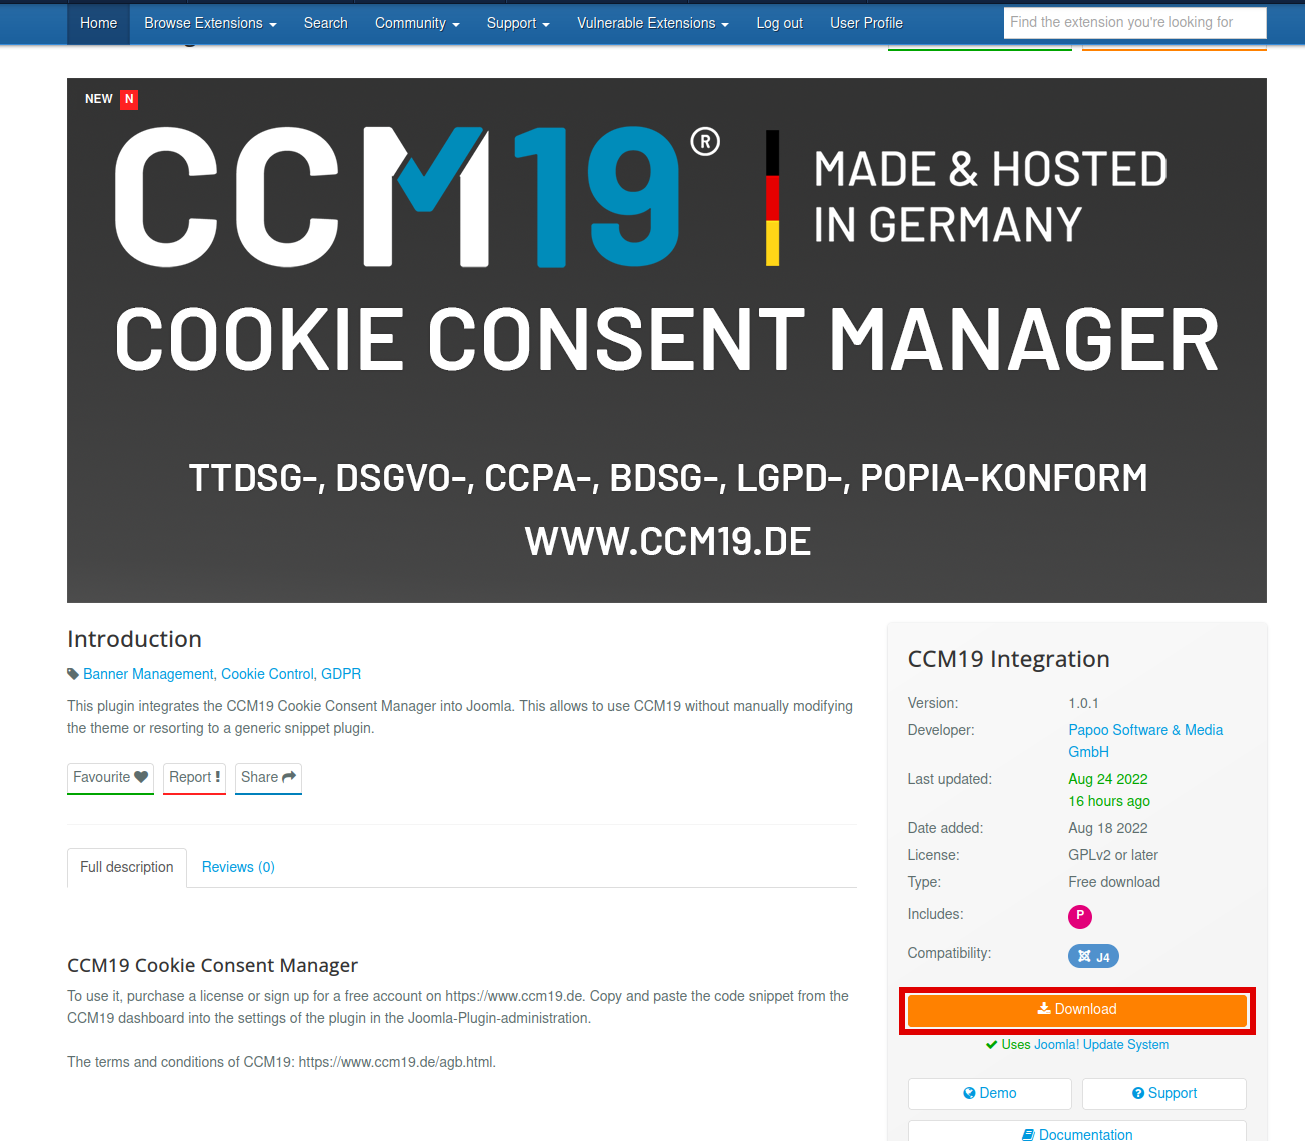 Home Browse Extensions Search Community Support Vulnerable Extensions Log out User Profile Find the extension you're looking for
NEW N
CCM19®
MADE & HOSTED
IN GERMANY
COOKIE CONSENT MANAGER
TTDSG-, DSGVO-, CCPA-, BDSG-, LGPD-, POPIA-KONFORM
WWW.CCM19.DE
Introduction
Banner Management, Cookie Control, GDPR
This plugin integrates the CCM19 Cookie Consent Manager into Joomla. This allows to use CCM19 without manually modifying
the theme or resorting to a generic snippet plugin.
Favourite Report ! Share
Full description Reviews (0)
CCM19 Cookie Consent Manager
To use it, purchase a license or sign up for a free account on https://www.ccm19.de. Copy and paste the code snippet from the
CCM19 dashboard into the settings of the plugin in the Joomla-Plugin-administration.
The terms and conditions of CCM19: https://www.ccm19.de/agb.html.
CCM19 Integration
Version: 1.0.1
Developer: Papoo Software & Media
GmbH
Last updated: Aug 24 2022
16 hours ago
Date added: Aug 18 2022
License: GPLv2 or later
Type: Free download
Includes: P
Compatibility: J4
Download
Uses Joomla! Update System
Demo Support
Documentation